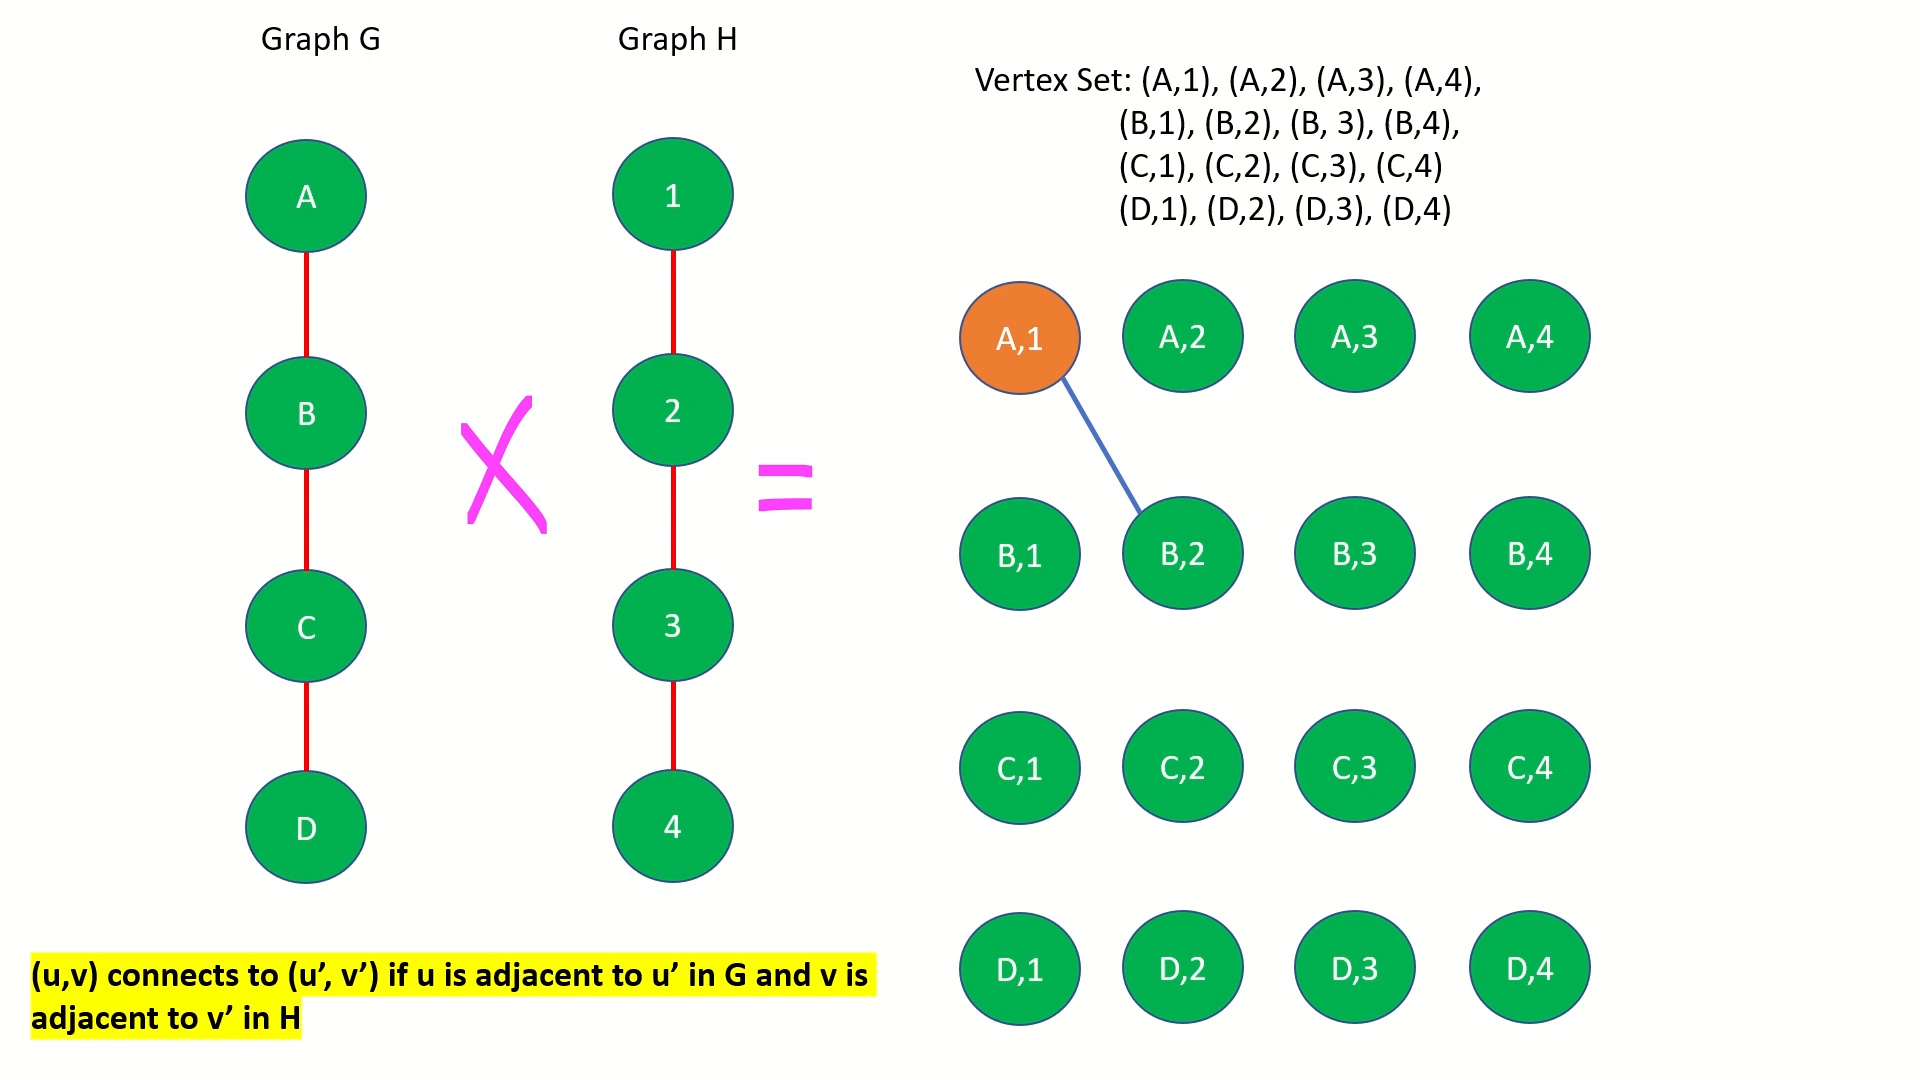 Graph G
Graph H
Vertex Set: (A,1), (A,2), (A,3), (A,4),
(B,1), (B,2), (B, 3), (B,4),
(C,1), (C,2), (C,3), (C,4)
(D,1), (D,2), (D,3), (D,4)
A
B
C
D
X
1
2
3
4
=
A,1 A,2 A,3 A,4
B,1 B,2 B,3 B,4
C,1 C,2 C,3 C,4
D,1 D,2 D,3 D,4
(u,v) connects to (u’, v’) if u is adjacent to u’ in G and v is
adjacent to v’ in H